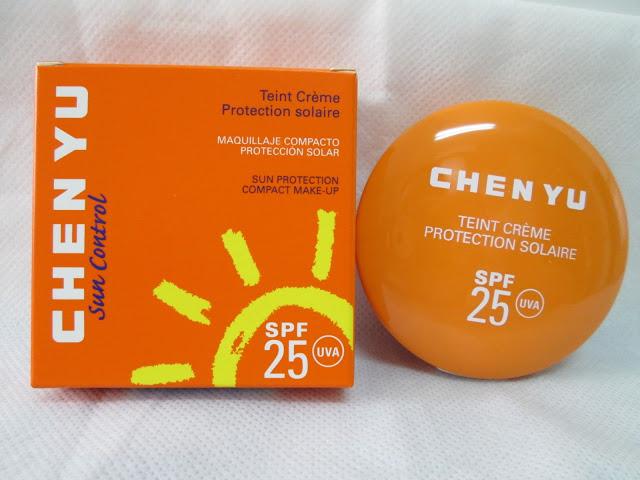 CHEN YU
Sun Control
Teint Crème
Protection solaire
MAQUILLAJE COMPACTO
PROTECCIÓN SOLAR
SUN PROTECTION
COMPACT MAKE-UP
SPF
25 UVA
CHEN YU
TEINT CRÈME
PROTECTION SOLAIRE
SPF
25 UVA